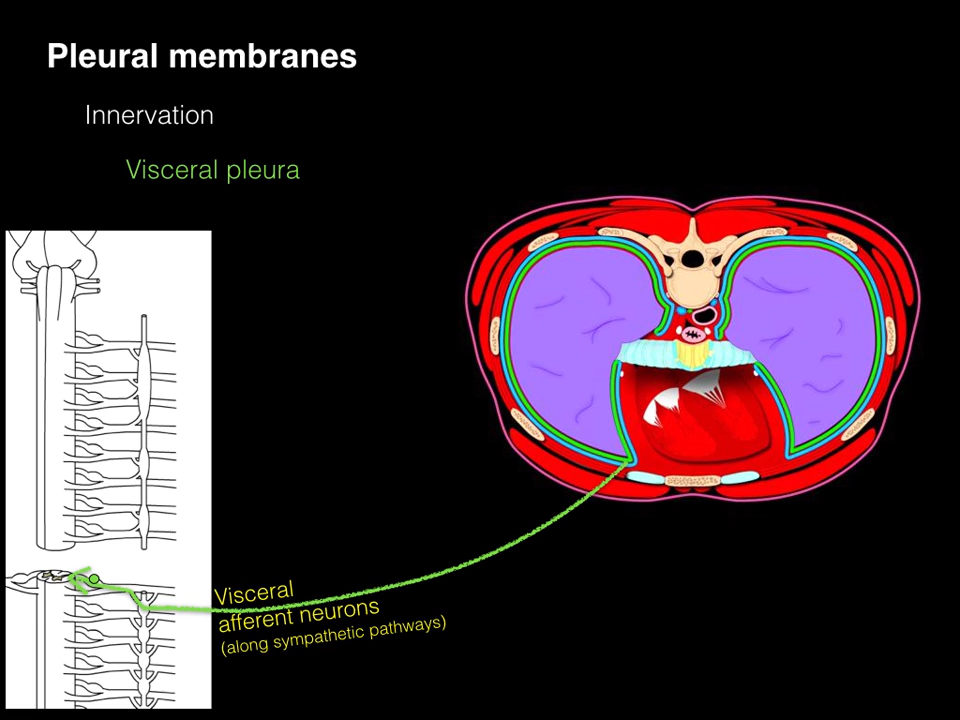 Pleural membranes
Innervation
Visceral pleura
Visceral
afferent neurons
(along sympathetic pathways)